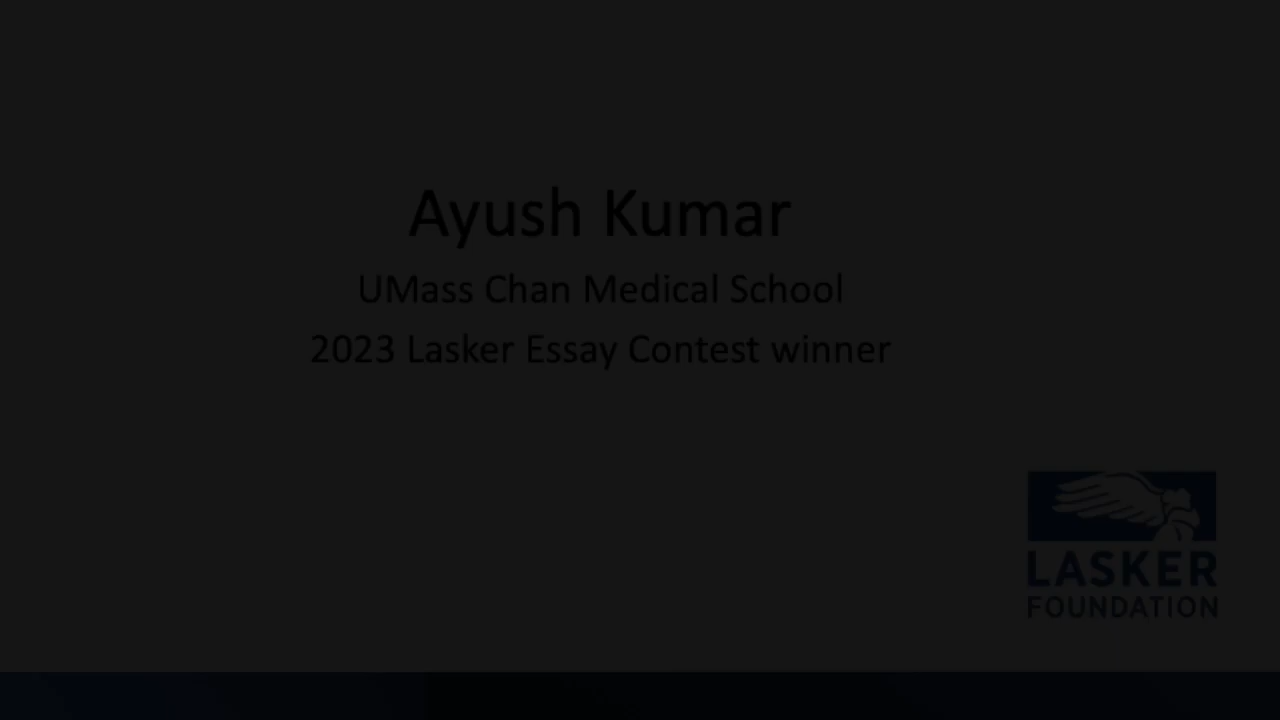 Ayush Kumar
UMass Chan Medical School
2023 Lasker Essay Contest winner
LASKER
FOUNDATION